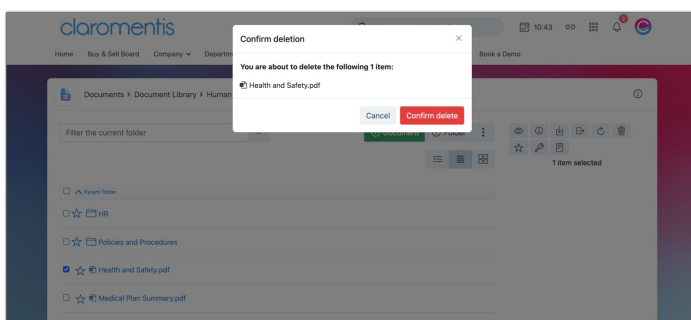 claromentis
10:43
2
Home Buy & Sell Board Company Book a Demo
Confirm deletion
You are about to delete the following 1 item:
Health and Safety.pdf
Cancel Confirm delete
Documents > Document Library > Human
Filter the current folder
Document Folder
1 item selected
Parent folder
HR
Policies and Procedures
Health and Safety.pdf
Medical Plan Summary.pdf